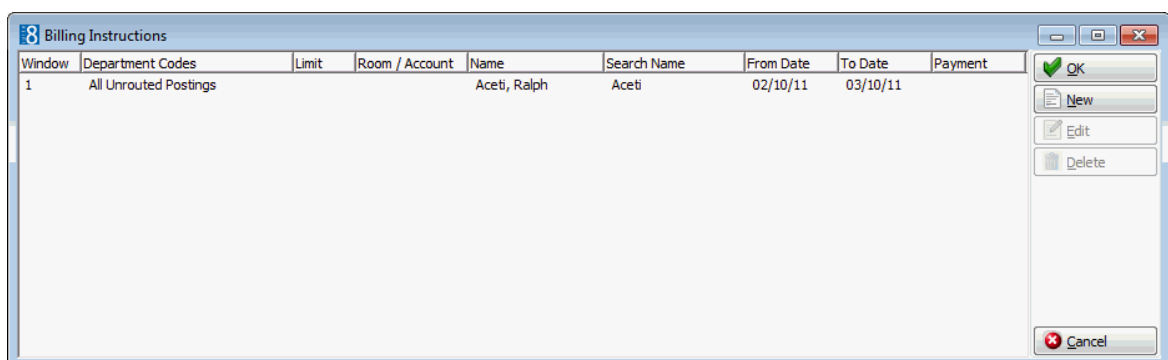 8 Billing Instructions
Window Department Codes Limit Room / Account Name Search Name From Date To Date Payment
1 All Unrouted Postings Aceti, Ralph Aceti 02/10/11 03/10/11
OK
New
Edit
Delete
Cancel